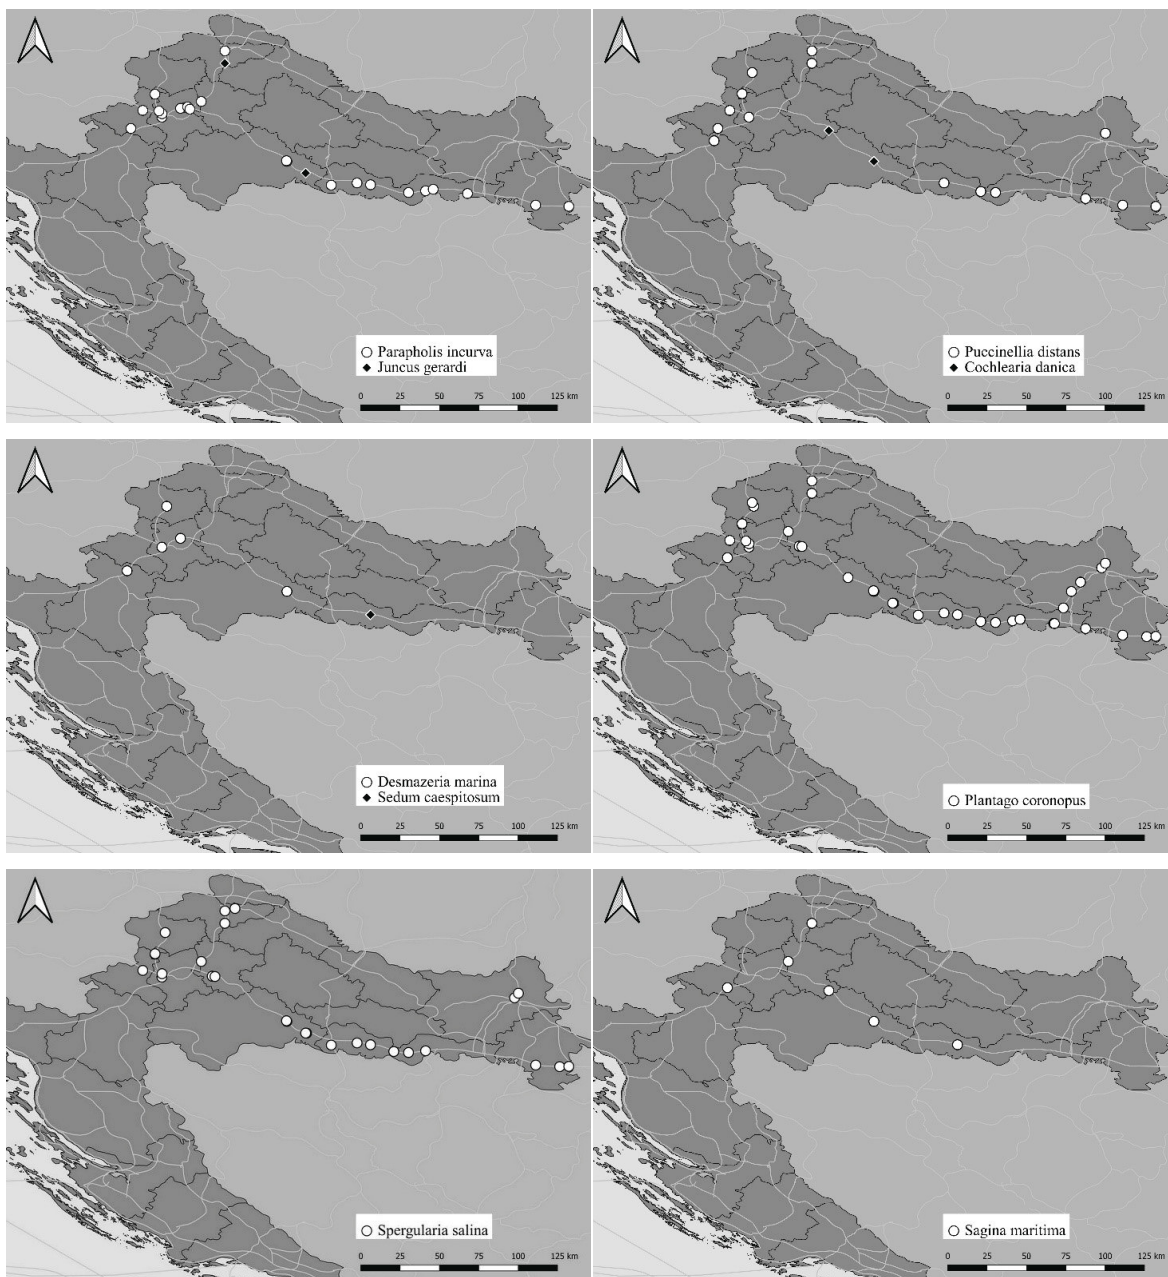 Parapholis incurva
Juncus gerardi
0 25 50 75 100 125 km
Puccinellia distans
Cochlearia danica
0 25 50 75 100 125 km
Desmazeria marina
Sedum caespitosum
0 25 50 75 100 125 km
Plantago coronopus
0 25 50 75 100 125 km
Spergularia salina
0 25 50 75 100 125 km
Sagina maritima
0 25 50 75 100 125 km